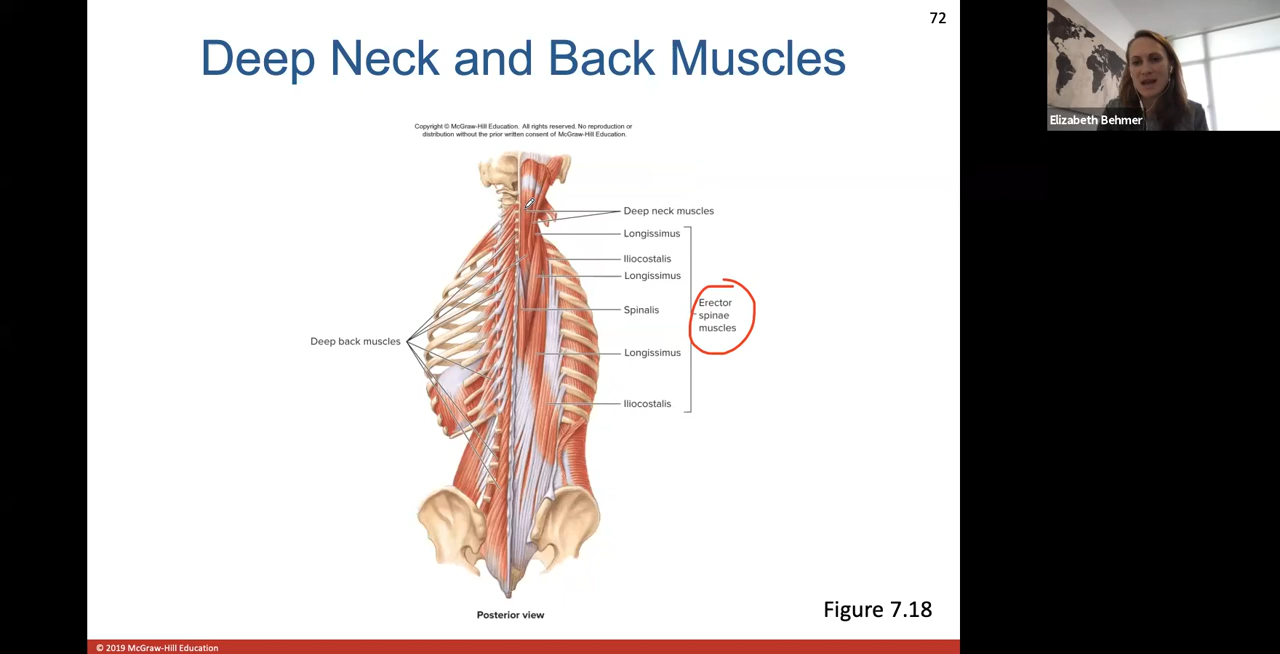 72
Deep Neck and Back Muscles
Copyright © McGraw-Hill Education. All rights reserved. No reproduction or
distribution without the prior written consent of McGraw-Hill Education.
Elizabeth Behmer
Deep neck muscles
Longissimus
Iliocostalis
Longissimus
Erector
spinae
muscles
Spinalis
Deep back muscles
Longissimus
Iliocostalis
Figure 7.18
Posterior view
© 2019 McGraw-Hill Education